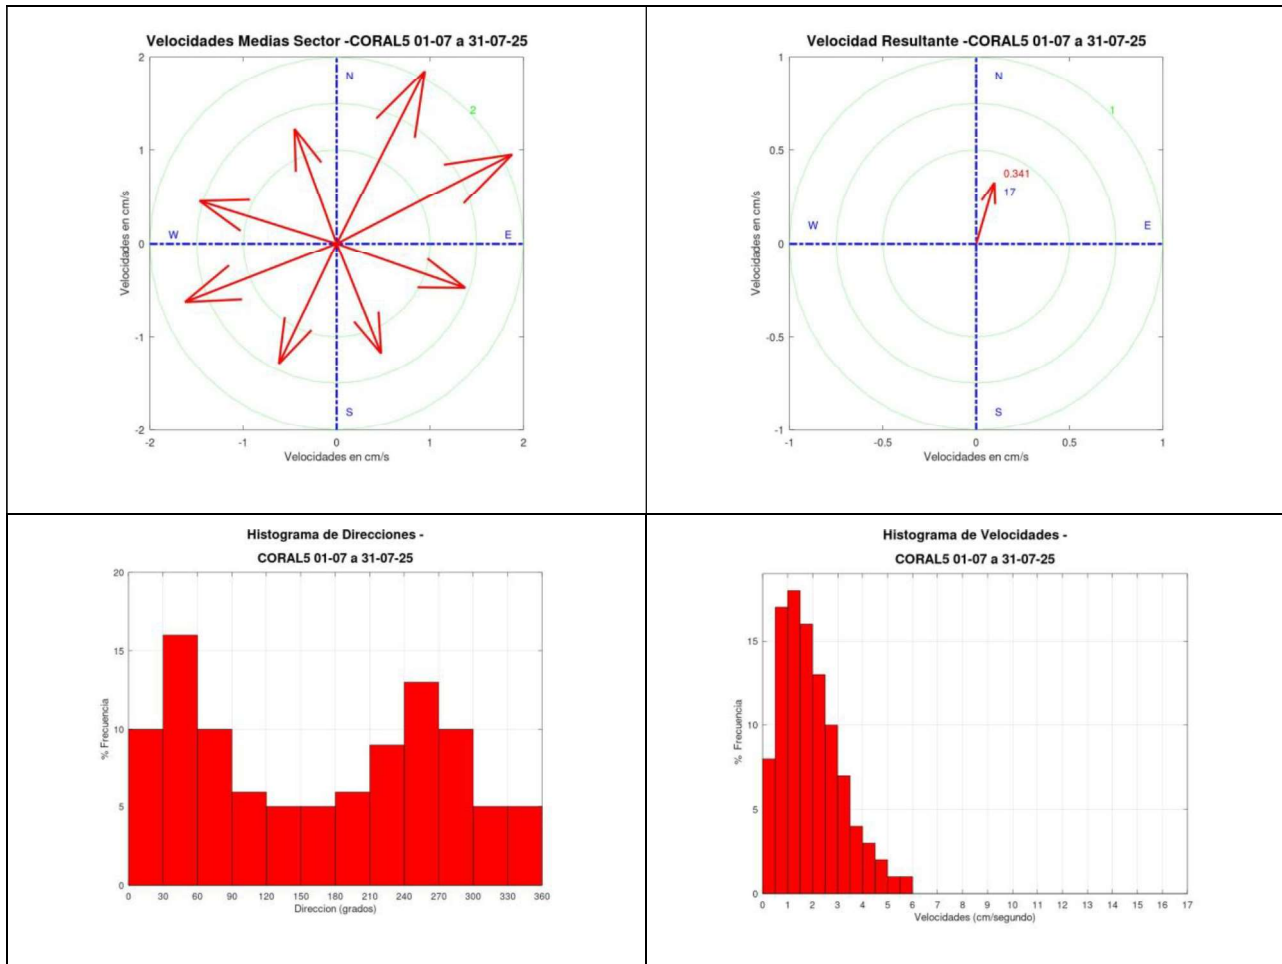 Velocidades Medias Sector -CORAL5 01-07 a 31-07-25
2
N
2
1
W
E
0
Velocidades en cm/s
-1
S
-2
-2 -1 0 1 2
Velocidades en cm/s
Velocidad Resultante -CORAL5 01-07 a 31-07-25
1
N
1
0.5
0.341
17
W
E
0
Velocidades en cm/s
-0.5
S
-1
-1 -0.5 0 0.5 1
Velocidades en cm/s
Histograma de Direcciones -
CORAL5 01-07 a 31-07-25
20
15
10
5
0
% Frecuencia
0 30 60 90 120 150 180 210 240 270 300 330 360
Direccion (grados)
Histograma de Velocidades -
CORAL5 01-07 a 31-07-25
15
10
5
0
% Frecuencia
0 1 2 3 4 5 6 7 8 9 10 11 12 13 14 15 16 17
Velocidades (cm/segundo)